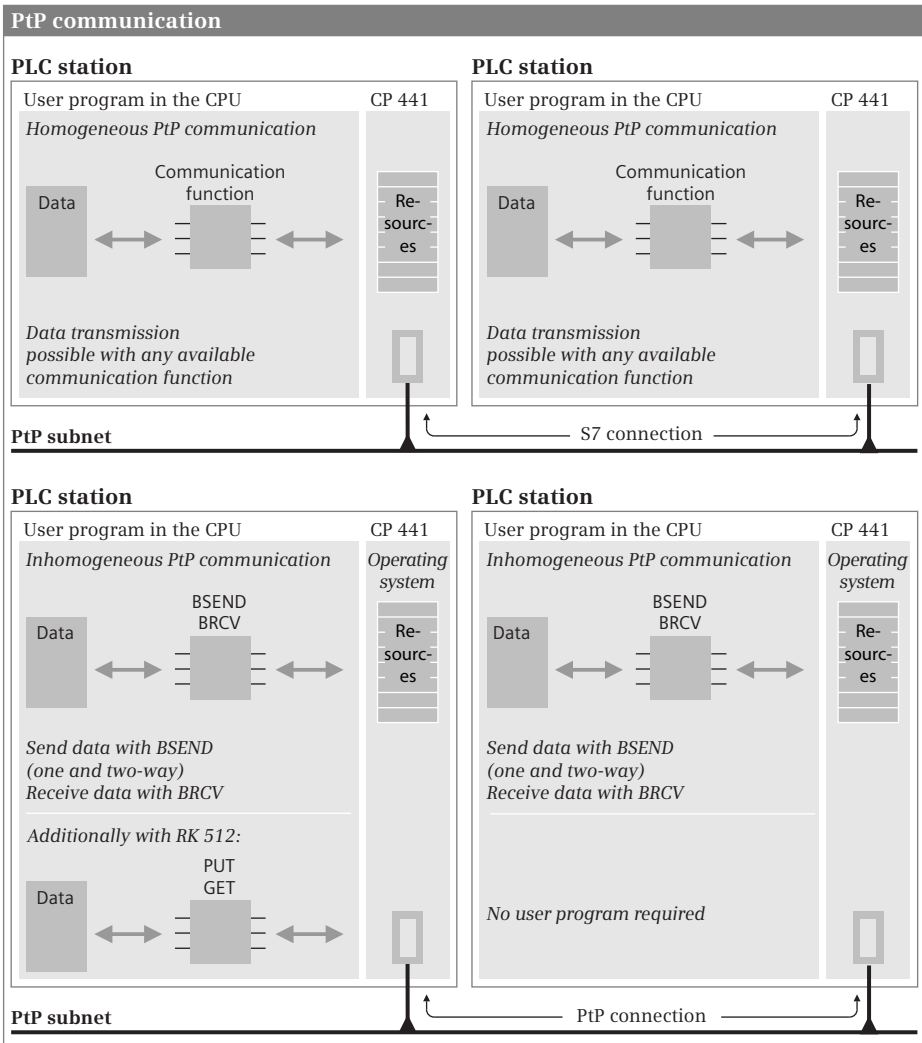 PtP communication
PLC station
User program in the CPU
CP 441
Homogeneous PtP communication
Communication
function
Data
Re-
sourc-
es
Data transmission
possible with any available
communication function
PLC station
User program in the CPU
CP 441
Homogeneous PtP communication
Communication
function
Data
Re-
sourc-
es
Data transmission
possible with any available
communication function
PtP subnet
S7 connection
PLC station
User program in the CPU
CP 441
Inhomogeneous PtP communication
Operating
system
BSEND
BRCV
Data
Re-
sourc-
es
Send data with BSEND
(one and two-way)
Receive data with BRCV
Additionally with RK 512:
PUT
GET
Data
PLC station
User program in the CPU
CP 441
Inhomogeneous PtP communication
Operating
system
BSEND
BRCV
Data
Re-
sourc-
es
Send data with BSEND
(one and two-way)
Receive data with BRCV
No user program required
PtP subnet
PtP connection